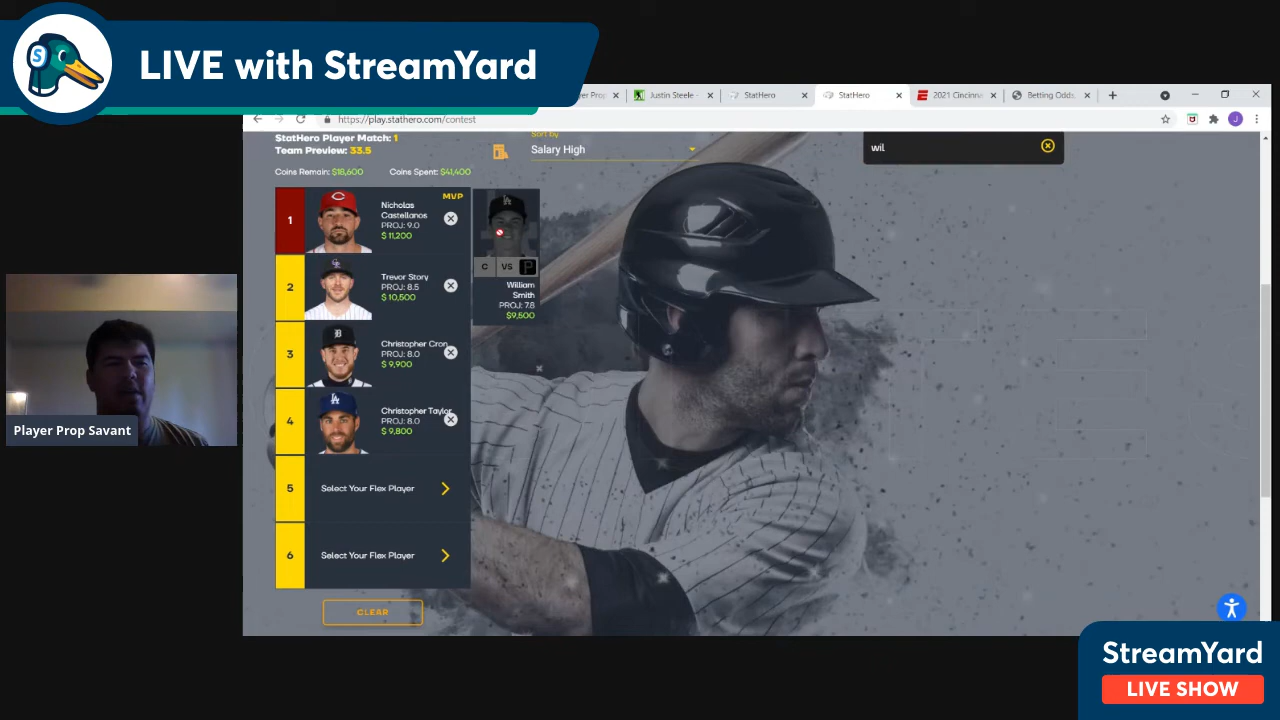 S
LIVE with StreamYard
Justin Steele -
StatHero
StatHero
2021 Cincinna
Betting Odds
https://play.stathero.com/contest
J
StatHero Player Match: 1
Team Preview: 33.5
Coins Remain: $18,600 Coins Spent: $41,400
Sort by
Salary High
wil
1
Nicholas
Castellanos
PROJ: 9.0
$ 11,200
MVP
C VS P
William
Smith
PROJ: 7.8
$9,500
2
Trevor Story
PROJ: 8.5
$ 10,500
3
Christopher Cron
PROJ: 8.0
$ 9,900
4
Christopher Taylor
PROJ: 8.0
$ 9,800
5
Select Your Flex Player
6
Select Your Flex Player
CLEAR
Player Prop Savant
StreamYard
LIVE SHOW